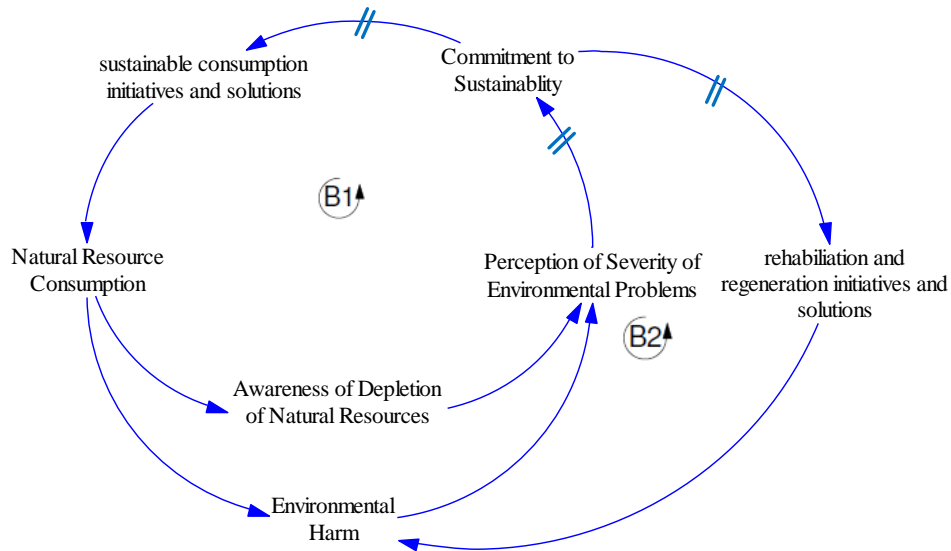 sustainable consumption
initiatives and solutions
Commitment to
Sustainablity
B1
Natural Resource
Consumption
Perception of Severity of
Environmental Problems
rehabiliation and
regeneration initiatives and
solutions
B2
Awareness of Depletion
of Natural Resources
Environmental
Harm